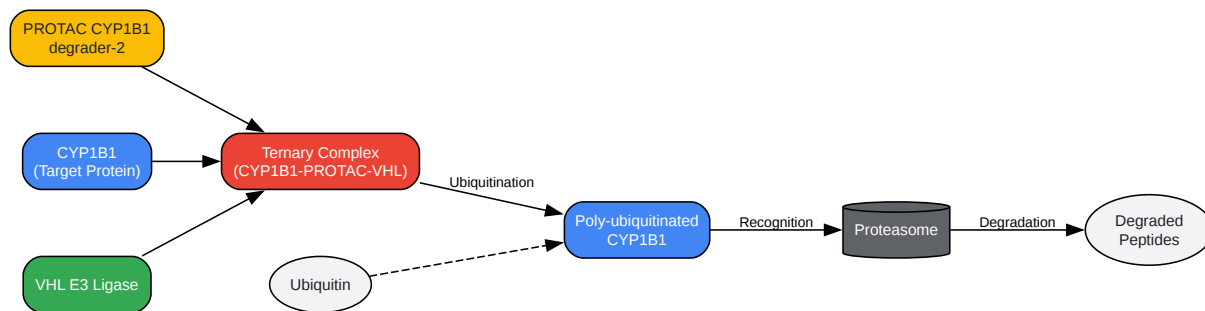 PROTAC CYP1B1
degrader-2
CYP1B1
(Target Protein)
VHL E3 Ligase
Ternary Complex
(CYP1B1-PROTAC-VHL)
Ubiquitination
Ubiquitin
Poly-ubiquitinated
CYP1B1
Recognition
Proteasome
Degradation
Degraded
Peptides